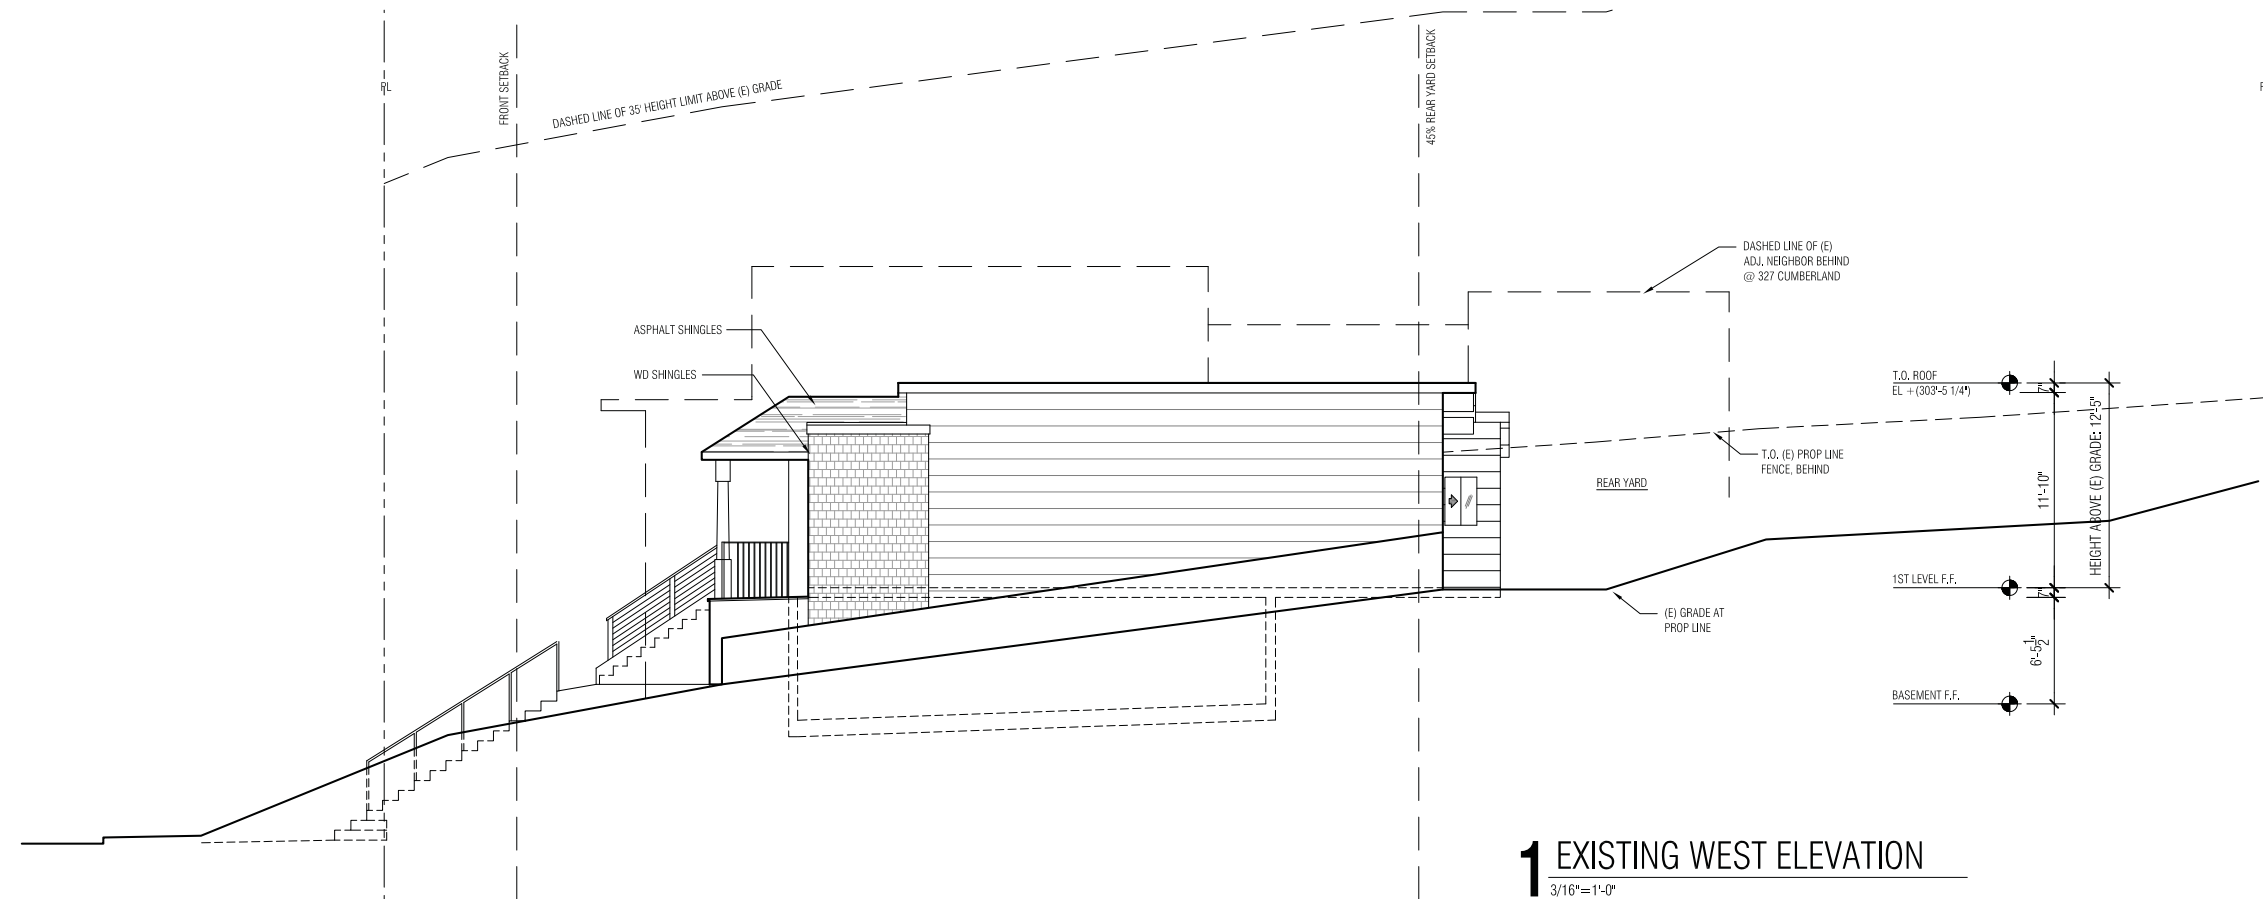 PL
FRONT SETBACK
DASHED LINE OF 35' HEIGHT LIMIT ABOVE (E) GRADE
45% REAR YARD SETBACK
DASHED LINE OF (E)
ADJ. NEIGHBOR BEHIND
@ 327 CUMBERLAND
ASPHALT SHINGLES
WD SHINGLES
T.O. ROOF
EL +(303'-5 1/4")
7"
HEIGHT ABOVE (E) GRADE: 12'-5"
T.O. (E) PROP LINE
FENCE, BEHIND
REAR YARD
11'-10"
1ST LEVEL F.F.
7"
(E) GRADE AT
PROP LINE
6'-5 1/2"
BASEMENT F.F.
1 EXISTING WEST ELEVATION
3/16"=1'-0"